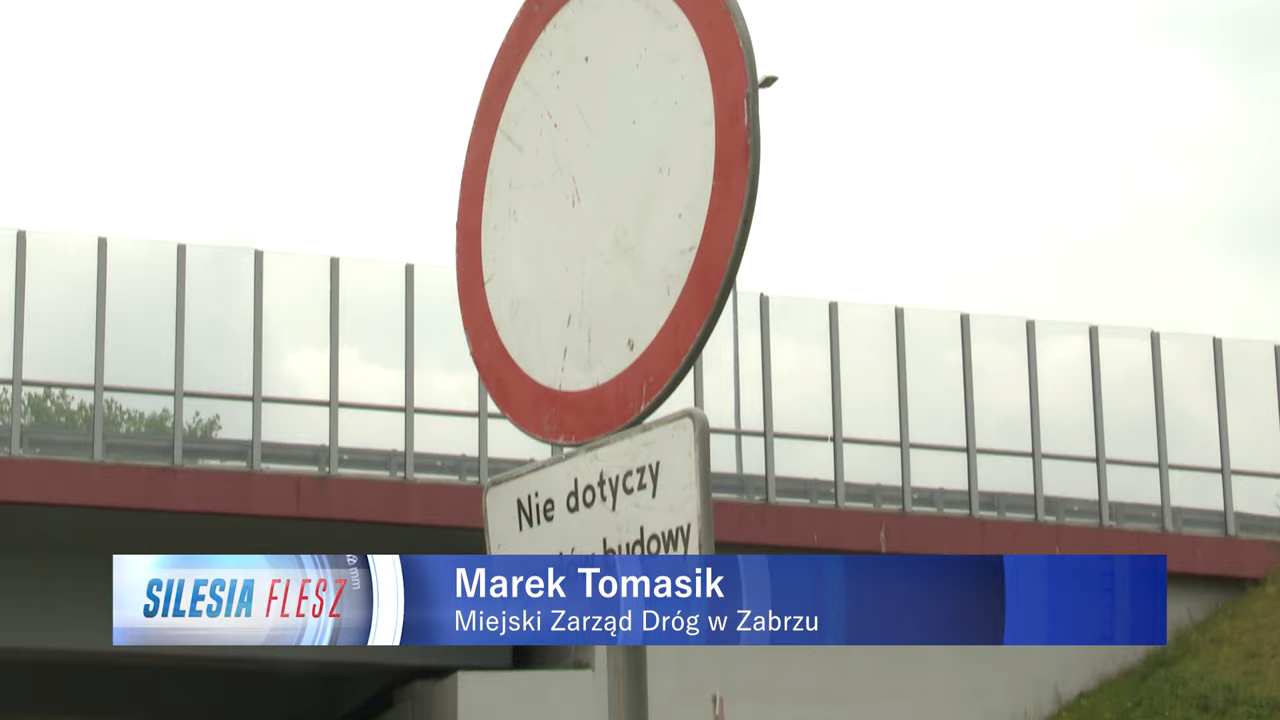 Nie dotyczy
budowy
SILESIA FLESZ
Marek Tomasik
Miejski Zarząd Dróg w Zabrzu